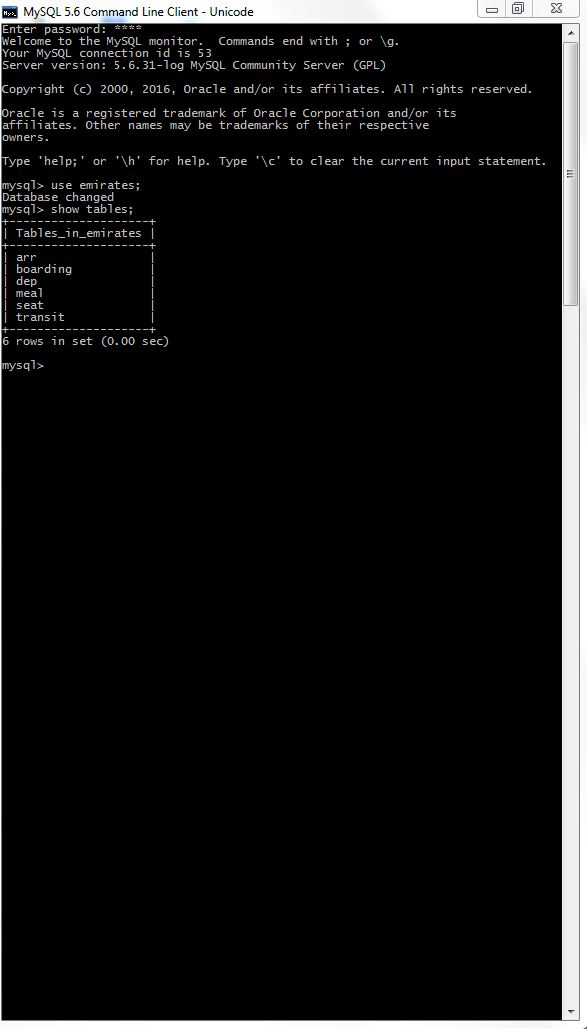 MySQL 5.6 Command Line Client - Unicode
Enter password: ****
Welcome to the MySQL monitor.  Commands end with ; or \g.
Your MySQL connection id is 53
Server version: 5.6.31-log MySQL Community Server (GPL)
Copyright (c) 2000, 2016, Oracle and/or its affiliates. All rights reserved.
Oracle is a registered trademark of Oracle Corporation and/or its
affiliates. Other names may be trademarks of their respective
owners.
Type 'help;' or '\h' for help. Type '\c' to clear the current input statement.
mysql> use emirates;
Database changed
mysql> show tables;
+--------------------+
| Tables_in_emirates |
+--------------------+
| arr                |
| boarding           |
| dep                |
| meal               |
| seat               |
| transit            |
+--------------------+
6 rows in set (0.00 sec)
mysql>